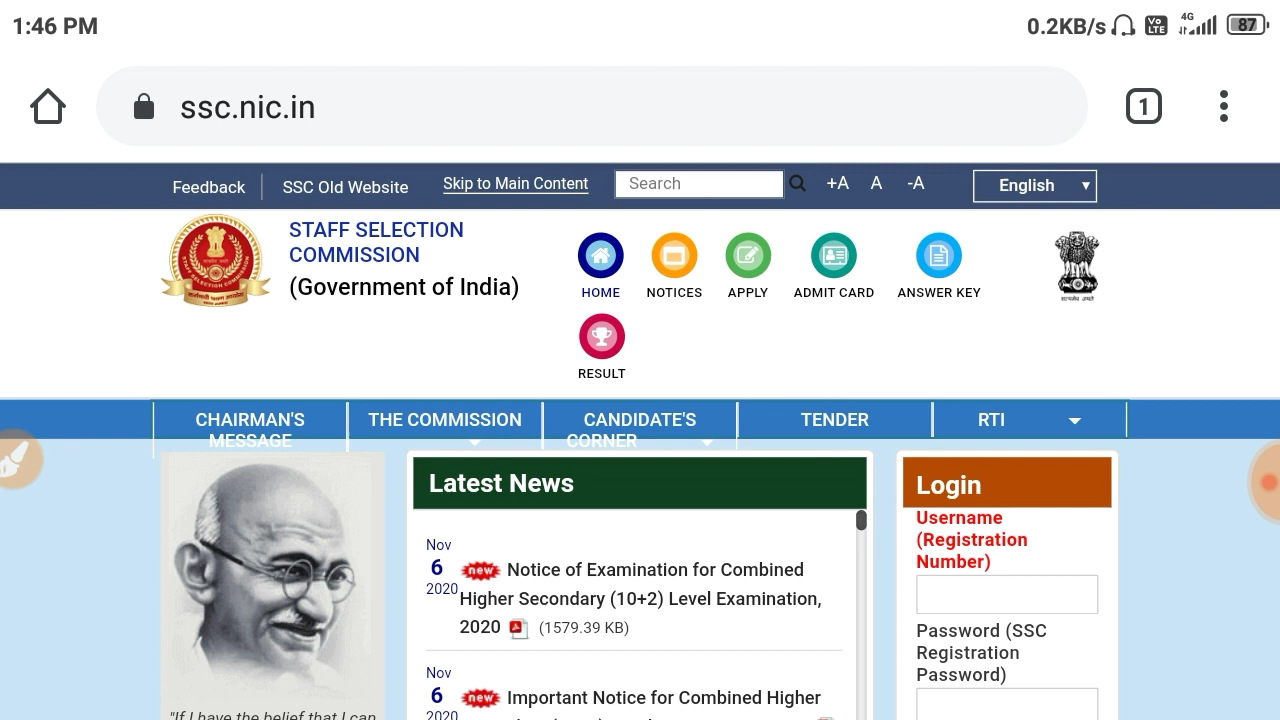 1:46 PM
0.2KB/s
Vo
LTE
4G
87
ssc.nic.in
1
Feedback
SSC Old Website
Skip to Main Content
Search
+A A -A
English
STAFF SELECTION
COMMISSION
(Government of India)
HOME
NOTICES
APPLY
ADMIT CARD
ANSWER KEY
RESULT
CHAIRMAN'S
MESSAGE
THE COMMISSION
CANDIDATE'S
CORNER
TENDER
RTI
"If I have the belief that I can
Latest News
Nov
6
2020
new Notice of Examination for Combined
Higher Secondary (10+2) Level Examination,
2020 (1579.39 KB)
Nov
6
2020
new Important Notice for Combined Higher
Login
Username
(Registration
Number)
Password (SSC
Registration
Password)